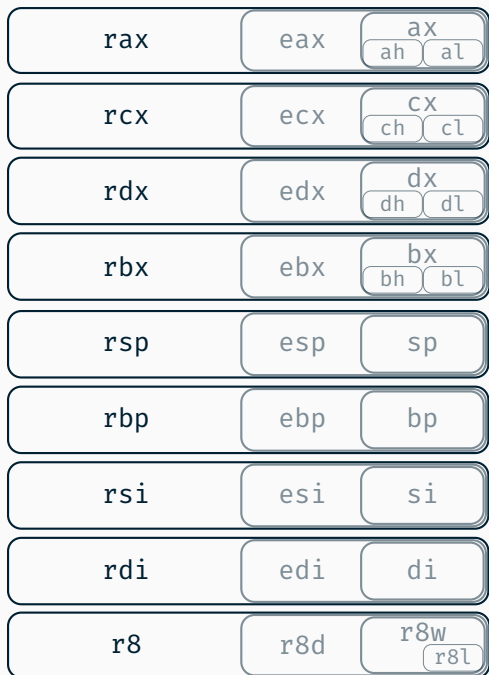 rax eax ax
ah al
rcx ecx cx
ch cl
rdx edx dx
dh dl
rbx ebx bx
bh bl
rsp esp sp
rbp ebp bp
rsi esi si
rdi edi di
r8 r8d r8w
r8l